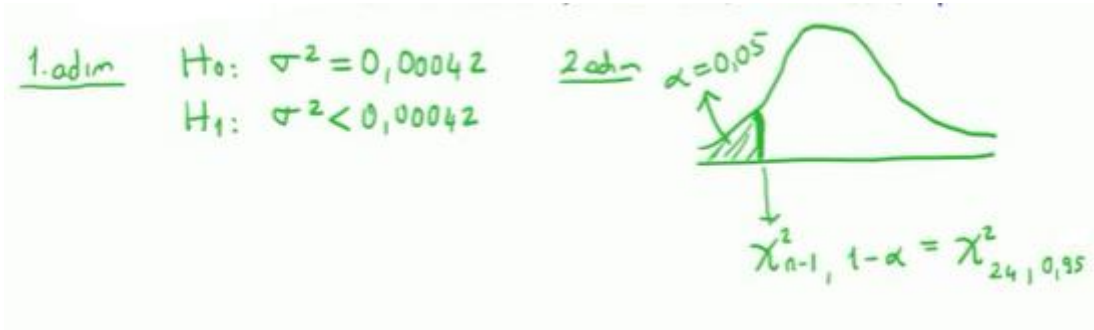 1.adım H₀: σ² = 0,00042
H₁: σ² < 0,00042
2.adım α=0,05
χ²ₙ₋₁, 1-α = χ²₂₄, 0,95